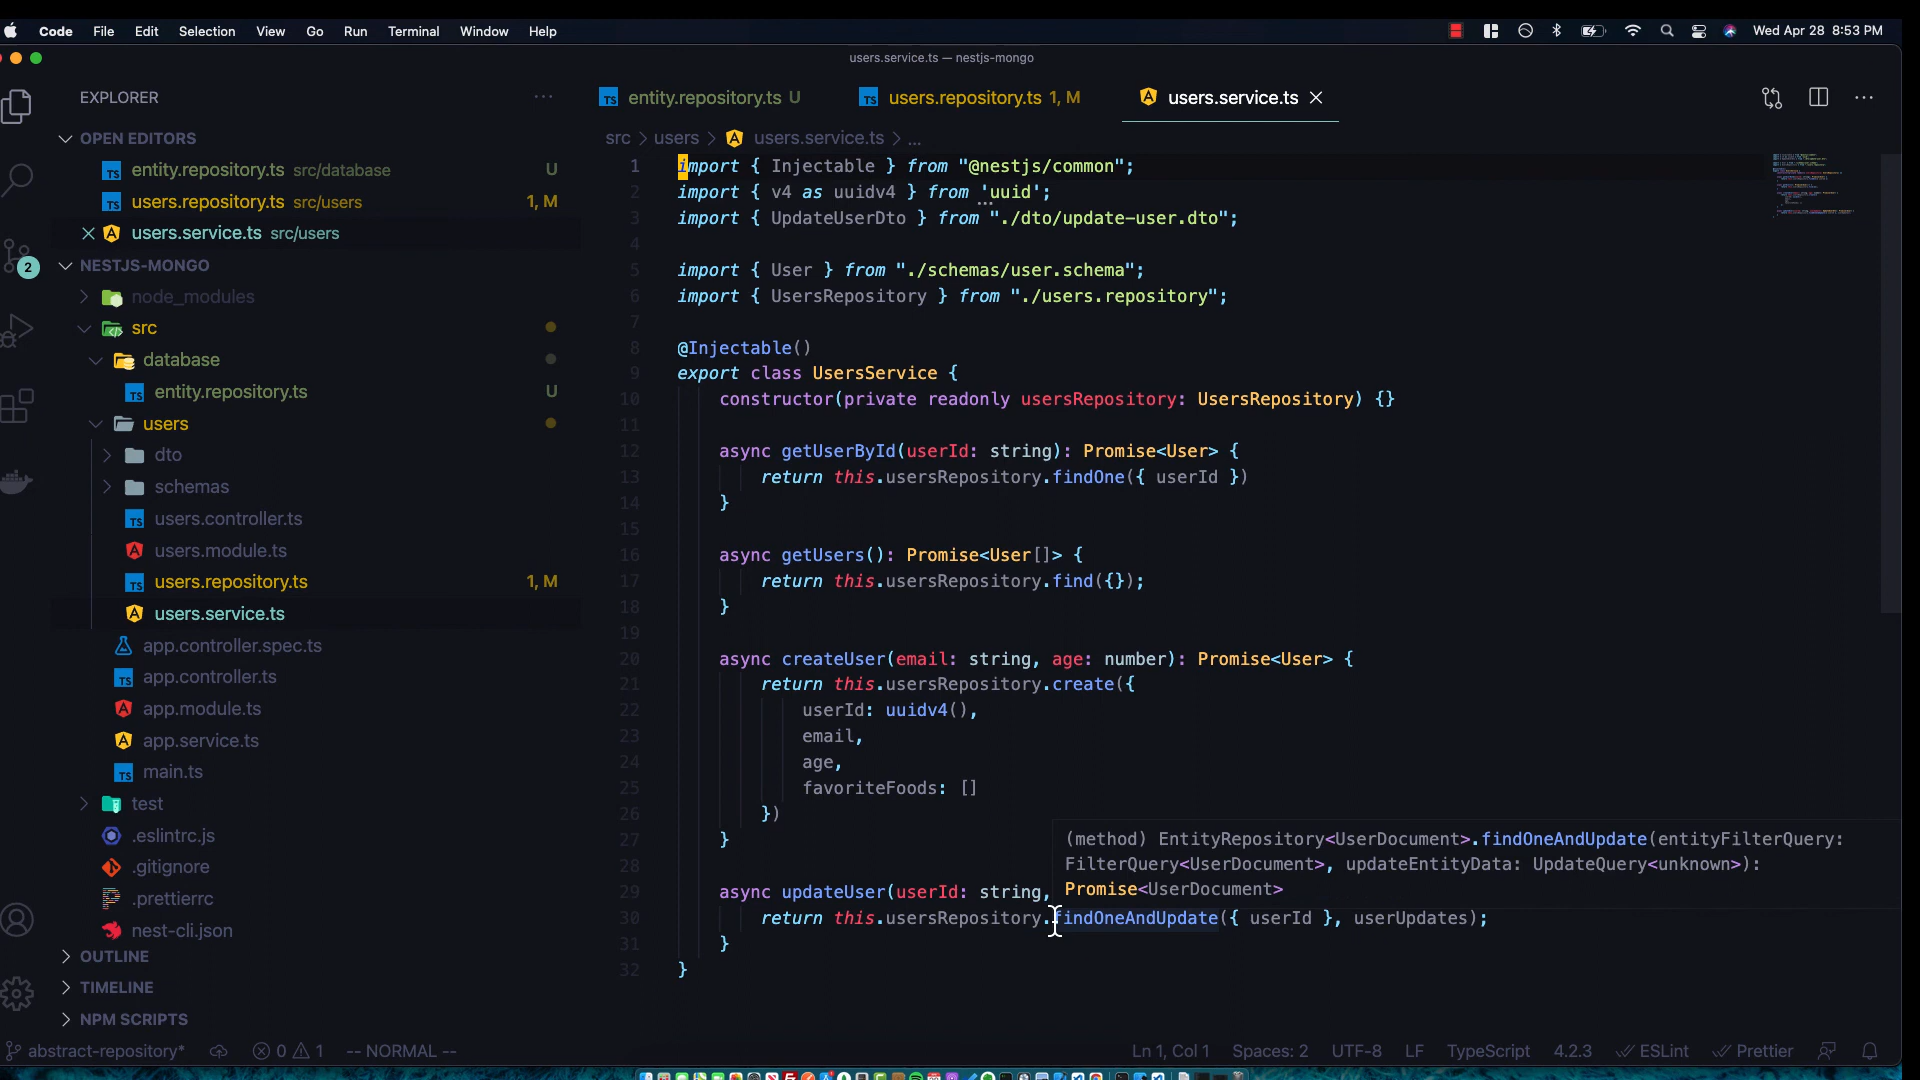 Code File Edit Selection View Go Run Terminal Window Help
Wed Apr 28 8:53 PM
users.service.ts — nestjs-mongo
EXPLORER
entity.repository.ts U
users.repository.ts 1, M
users.service.ts
OPEN EDITORS
entity.repository.ts src/database U
users.repository.ts src/users 1, M
users.service.ts src/users
2
NESTJS-MONGO
node_modules
src
database
entity.repository.ts U
users
dto
schemas
users.controller.ts
users.module.ts
users.repository.ts 1, M
users.service.ts
app.controller.spec.ts
app.controller.ts
app.module.ts
app.service.ts
main.ts
test
.eslintrc.js
.gitignore
.prettierrc
nest-cli.json
OUTLINE
TIMELINE
NPM SCRIPTS
src > users > users.service.ts > ...
1 import { Injectable } from "@nestjs/common";
2 import { v4 as uuidv4 } from 'uuid';
3 import { UpdateUserDto } from "./dto/update-user.dto";
4
5 import { User } from "./schemas/user.schema";
6 import { UsersRepository } from "./users.repository";
7
8 @Injectable()
9 export class UsersService {
10 constructor(private readonly usersRepository: UsersRepository) {}
11
12 async getUserById(userId: string): Promise<User> {
13 return this.usersRepository.findOne({ userId })
14 }
15
16 async getUsers(): Promise<User[]> {
17 return this.usersRepository.find({});
18 }
19
20 async createUser(email: string, age: number): Promise<User> {
21 return this.usersRepository.create({
22 userId: uuidv4(),
23 email,
24 age,
25 favoriteFoods: []
26 })
27 }
28
(method) EntityRepository<UserDocument>.findOneAndUpdate(entityFilterQuery:
FilterQuery<UserDocument>, updateEntityData: UpdateQuery<unknown>):
Promise<UserDocument>
29 async updateUser(userId: string,
30 return this.usersRepository.findOneAndUpdate({ userId }, userUpdates);
31 }
32 }
abstract-repository* 0 1 -- NORMAL --
Ln 1, Col 1 Spaces: 2 UTF-8 LF TypeScript 4.2.3 ESLint Prettier